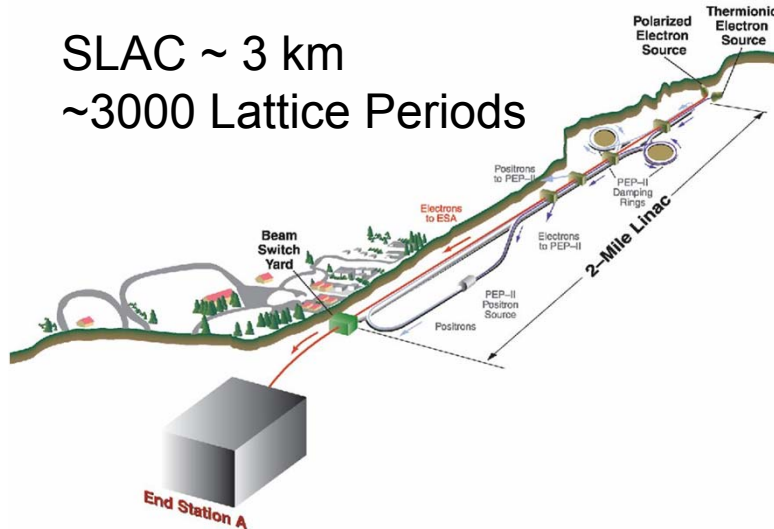 SLAC ~ 3 km
~3000 Lattice Periods
Polarized
Electron
Source
Thermionic
Electron
Source
Positrons
to PEP–II
PEP–II
Damping
Rings
Electrons
to ESA
Electrons
to PEP–II
2–Mile Linac
Beam
Switch
Yard
PEP–II
Positron
Source
Positrons
End Station A